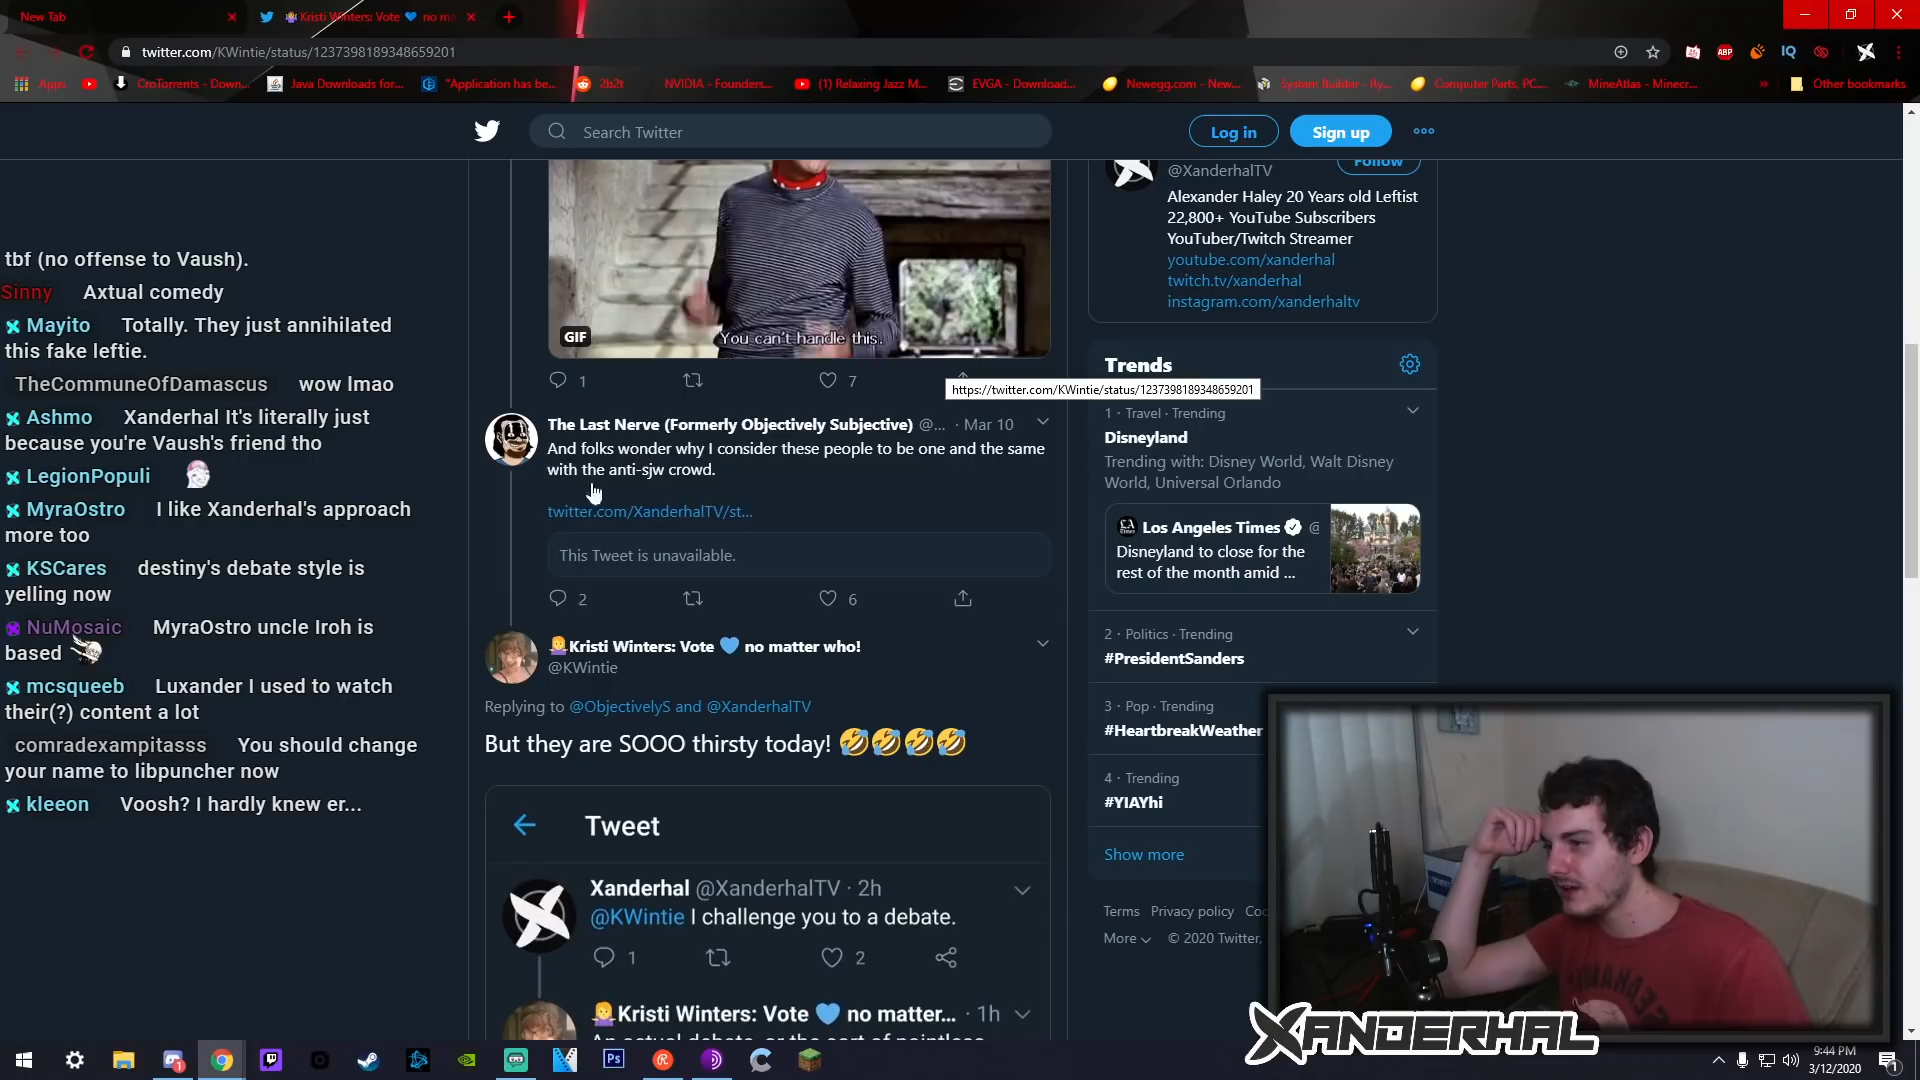 New Tab
Kristi Winters: Vote 💙 no ma
twitter.com/KWintie/status/1237398189348659201
Apps
CroTorrents - Down...
Java Downloads for...
"Application has be...
2b2t
NVIDIA - Founders...
(1) Relaxing Jazz M...
EVGA - Download...
Newegg.com - New...
System Builder - Ry...
Computer Parts, PC...
MineAtlas - Minecr...
Other bookmarks
ABP
IQ
Search Twitter
Log in
Sign up
tbf (no offense to Vaush).
Sinny Axtual comedy
Mayito Totally. They just annihilated
this fake leftie.
TheCommuneOfDamascus wow lmao
Ashmo Xanderhal It's literally just
because you're Vaush's friend tho
LegionPopuli
MyraOstro I like Xanderhal's approach
more too
KSCares destiny's debate style is
yelling now
NuMosaic MyraOstro uncle Iroh is
based
mcsqueeb Luxander I used to watch
their(?) content a lot
comradexampitasss You should change
your name to libpuncher now
kleeon Voosh? I hardly knew er...
You can't handle this.
GIF
1
7
https://twitter.com/KWintie/status/1237398189348659201
The Last Nerve (Formerly Objectively Subjective) @... · Mar 10
And folks wonder why I consider these people to be one and the same
with the anti-sjw crowd.
twitter.com/XanderhalTV/st...
This Tweet is unavailable.
2
6
Kristi Winters: Vote 💙 no matter who!
@KWintie
Replying to @ObjectivelyS and @XanderhalTV
But they are SOOO thirsty today! 🤣🤣🤣🤣
Tweet
Xanderhal @XanderhalTV · 2h
@KWintie I challenge you to a debate.
1
2
Kristi Winters: Vote 💙 no matter... · 1h
Follow
@XanderhalTV
Alexander Haley 20 Years old Leftist
22,800+ YouTube Subscribers
YouTuber/Twitch Streamer
youtube.com/xanderhal
twitch.tv/xanderhal
instagram.com/xanderhaltv
Trends
1 · Travel · Trending
Disneyland
Trending with: Disney World, Walt Disney
World, Universal Orlando
Los Angeles Times @
Disneyland to close for the
rest of the month amid ...
2 · Politics · Trending
#PresidentSanders
3 · Pop · Trending
#HeartbreakWeather
4 · Trending
#YIAYhi
Show more
Terms Privacy policy Coo
More © 2020 Twitter,
XANDERHAL
Ps
9:44 PM
3/12/2020